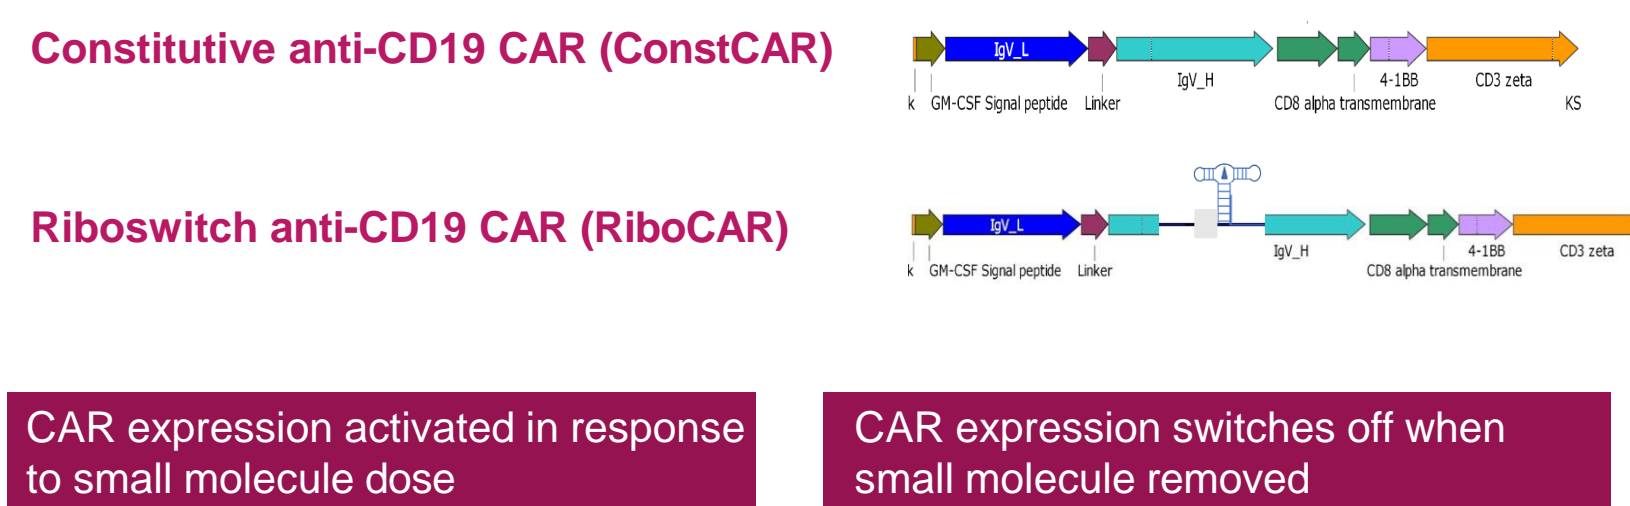 Constitutive anti-CD19 CAR (ConstCAR)
IgV_L
IgV_H
4-1BB
CD3 zeta
k
GM-CSF Signal peptide
Linker
CD8 alpha transmembrane
KS
Riboswitch anti-CD19 CAR (RiboCAR)
IgV_L
IgV_H
4-1BB
CD3 zeta
k
GM-CSF Signal peptide
Linker
CD8 alpha transmembrane
CAR expression activated in response
to small molecule dose
CAR expression switches off when
small molecule removed